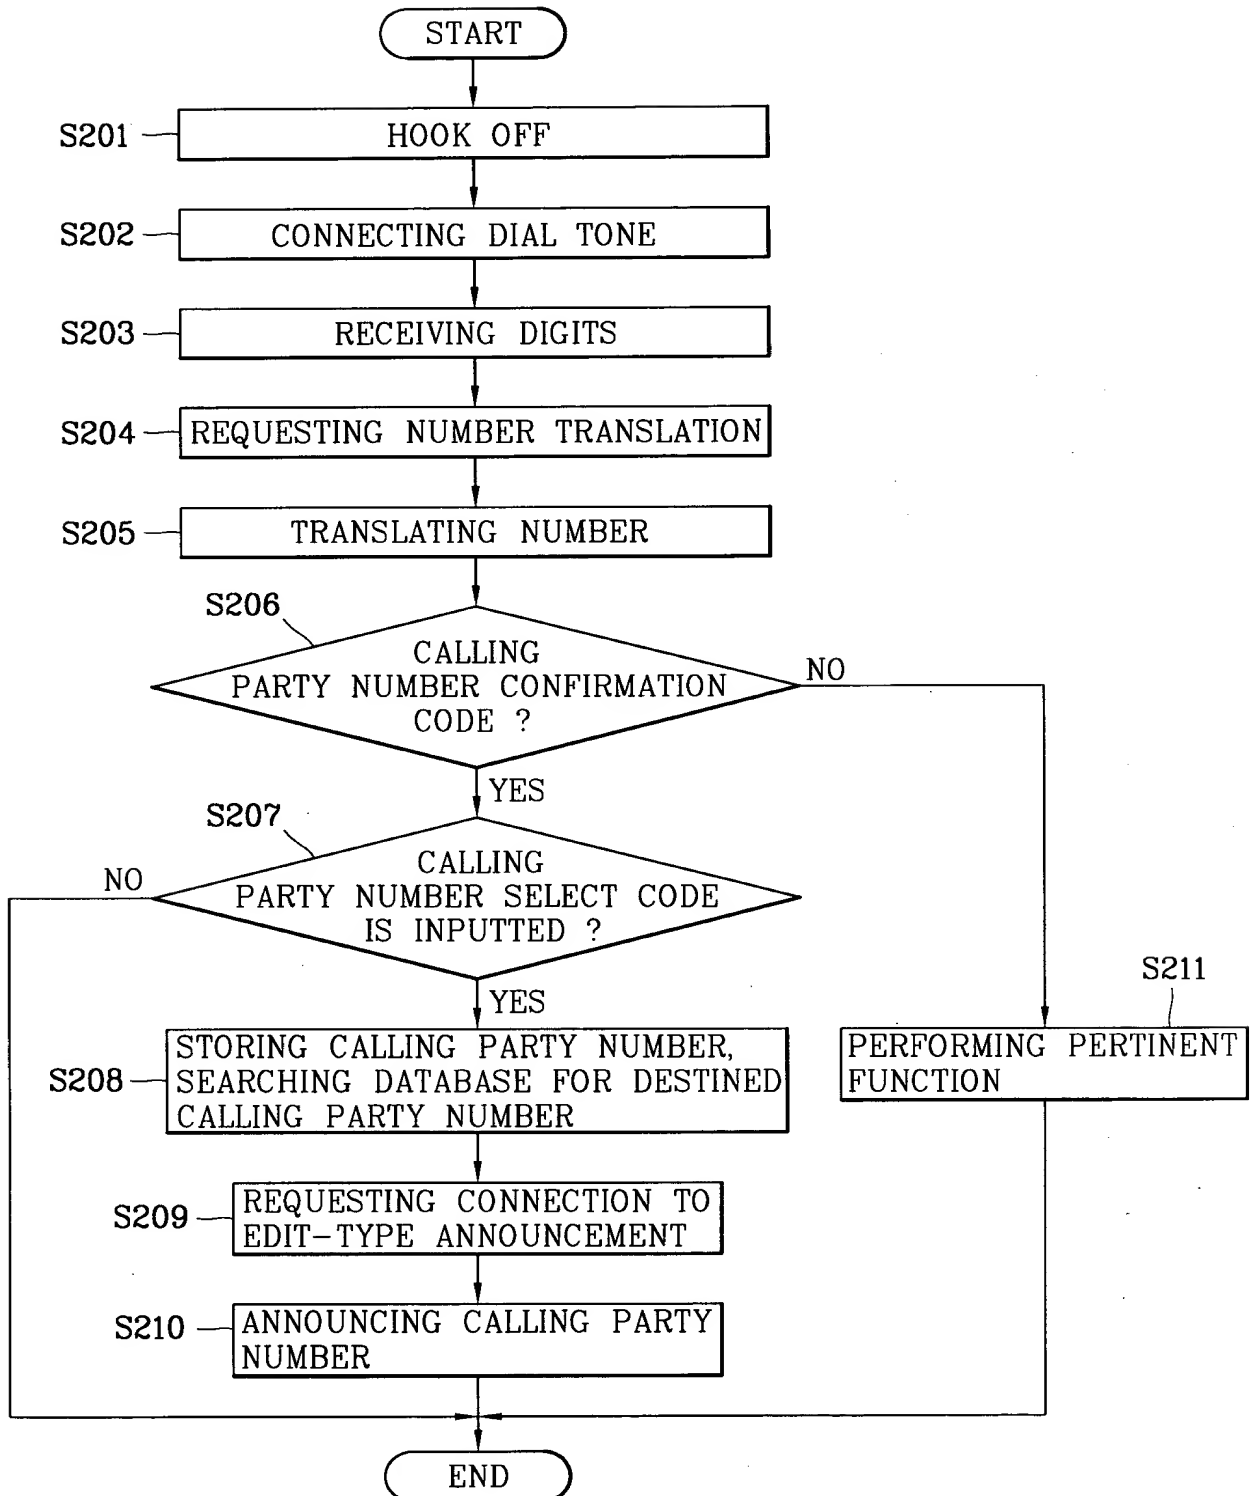 START
S201
HOOK OFF
S202
CONNECTING DIAL TONE
S203
RECEIVING DIGITS
S204
REQUESTING NUMBER TRANSLATION
S205
TRANSLATING NUMBER
S206
CALLING
PARTY NUMBER CONFIRMATION
CODE ?
NO
YES
S207
CALLING
PARTY NUMBER SELECT CODE
IS INPUTTED ?
NO
YES
S208
STORING CALLING PARTY NUMBER,
SEARCHING DATABASE FOR DESTINED
CALLING PARTY NUMBER
S211
PERFORMING PERTINENT
FUNCTION
S209
REQUESTING CONNECTION TO
EDIT-TYPE ANNOUNCEMENT
S210
ANNOUNCING CALLING PARTY
NUMBER
END